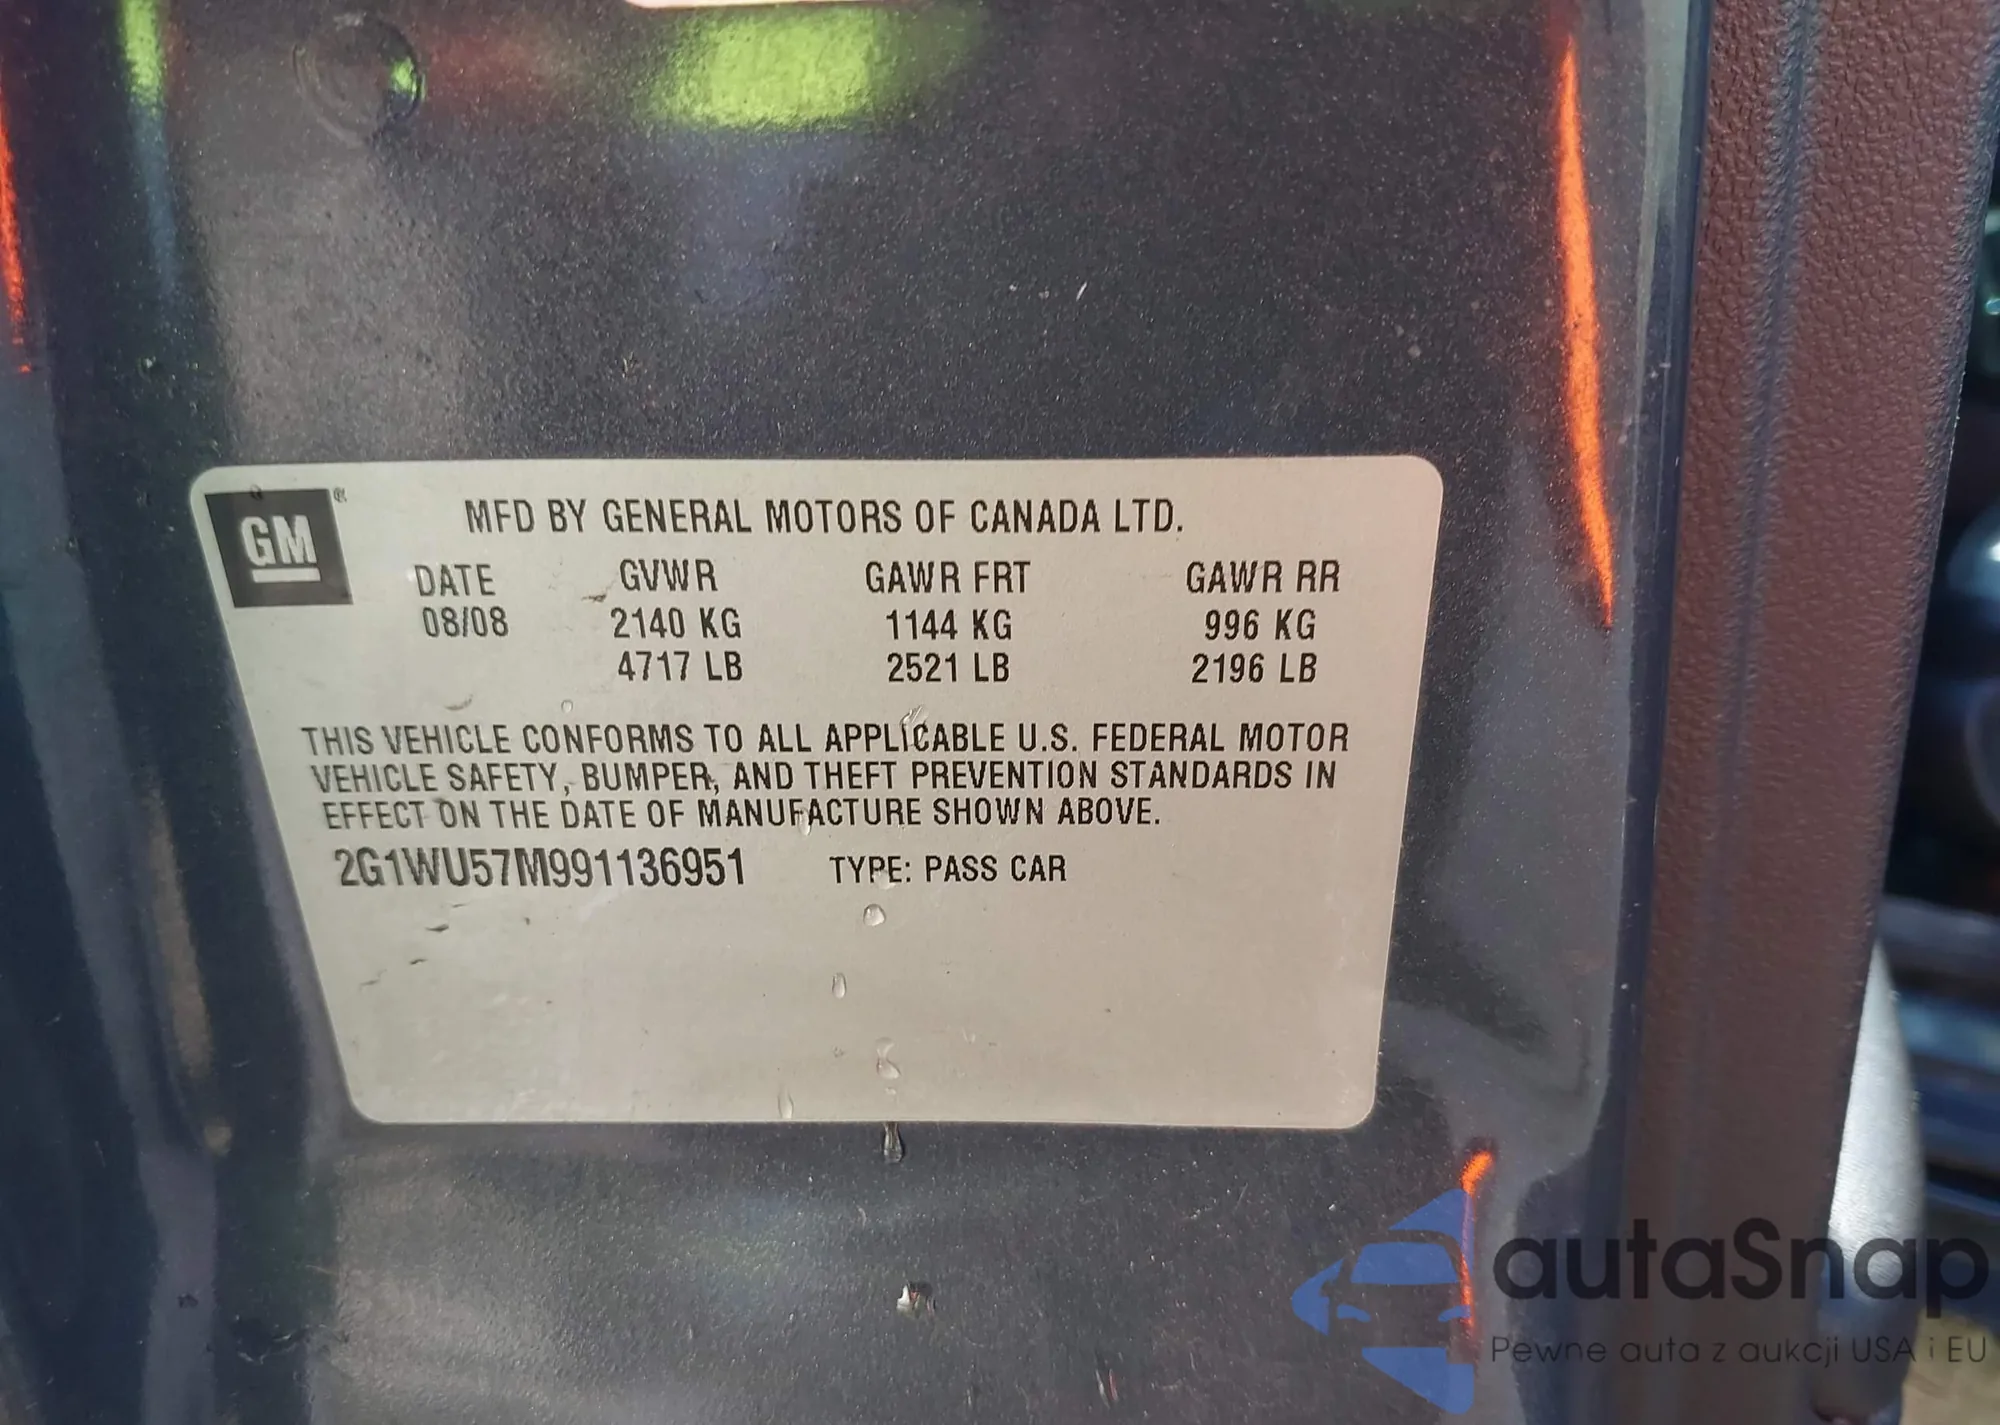 GM ®
MFD BY GENERAL MOTORS OF CANADA LTD.
DATE GVWR GAWR FRT GAWR RR
08/08 2140 KG 1144 KG 996 KG
4717 LB 2521 LB 2196 LB
THIS VEHICLE CONFORMS TO ALL APPLICABLE U.S. FEDERAL MOTOR
VEHICLE SAFETY, BUMPER, AND THEFT PREVENTION STANDARDS IN
EFFECT ON THE DATE OF MANUFACTURE SHOWN ABOVE.
2G1WU57M991136951 TYPE: PASS CAR
autaSnap
Pewne auta z aukcji USA i EU